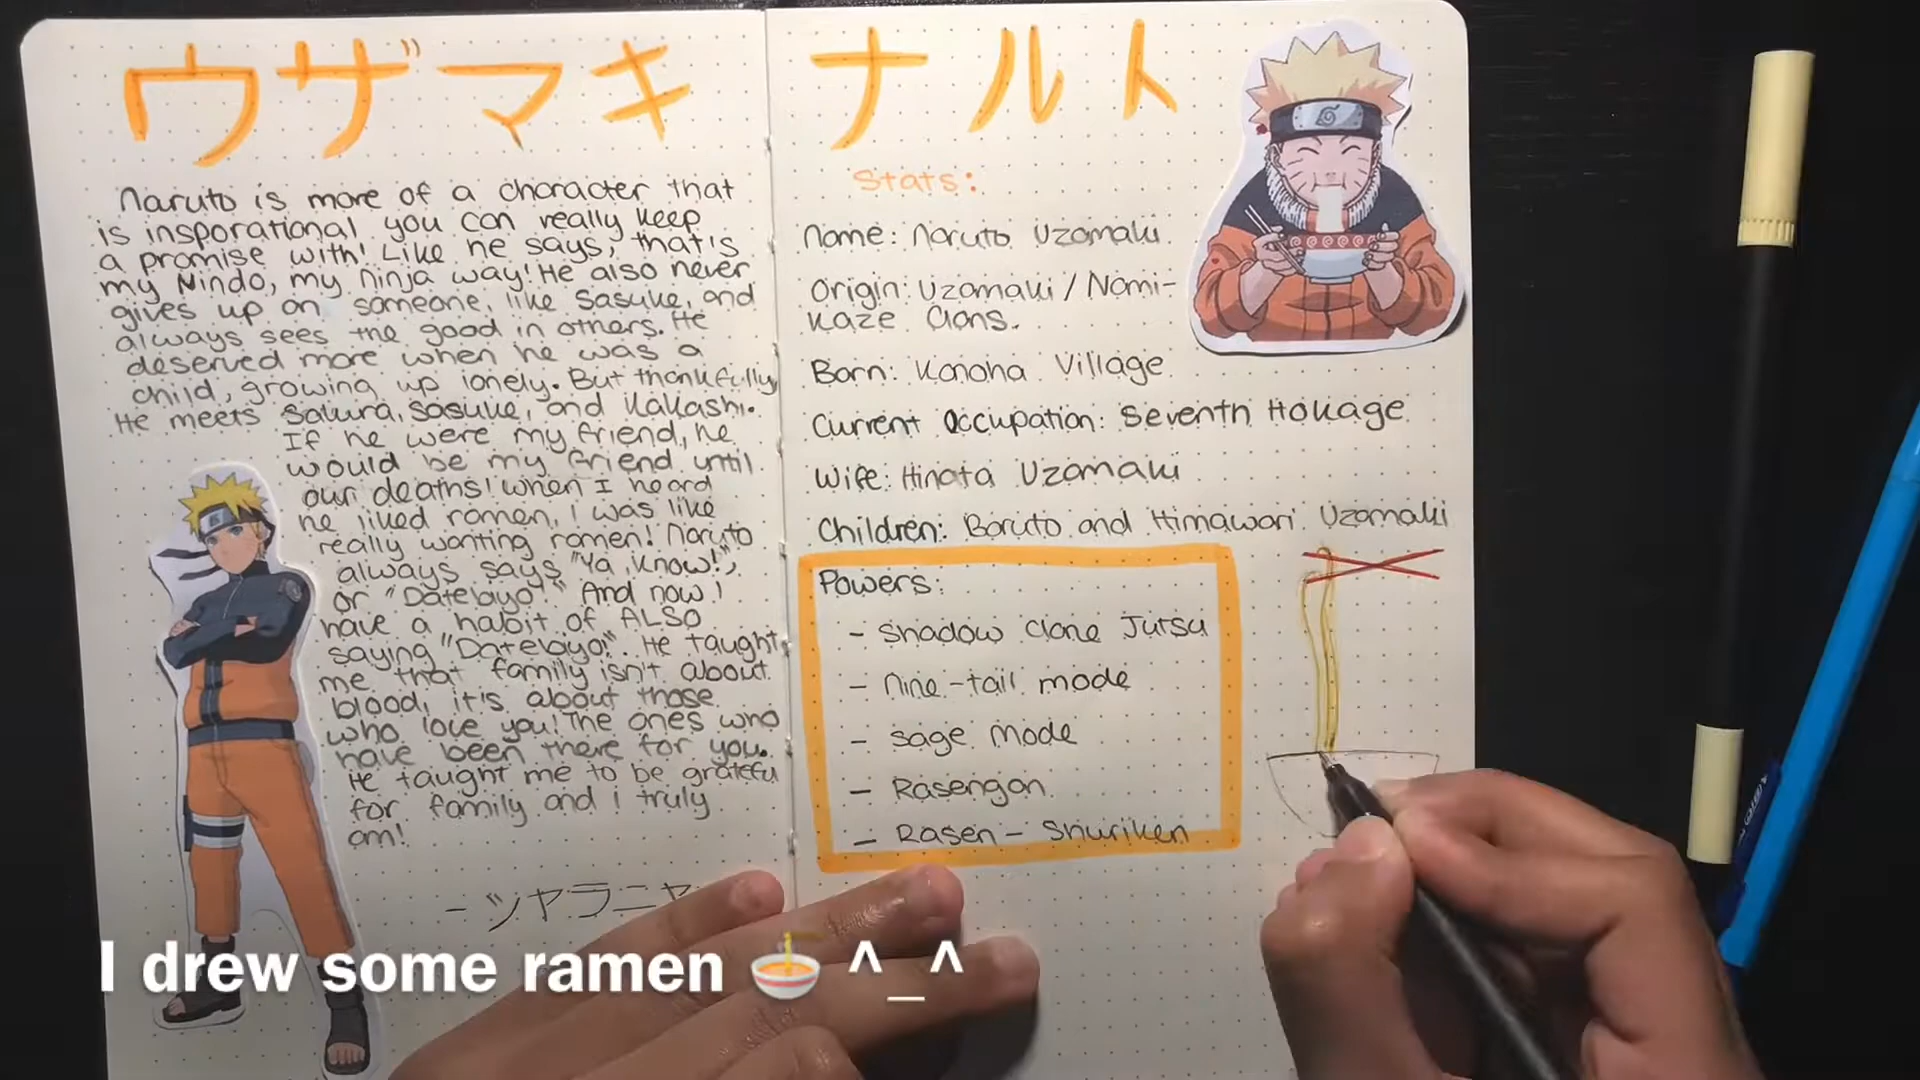 ウザマキ ナルト
Naruto is more of a character that
is insporational you can really keep
a promise with! Like he says, that's
my Nindo, my ninja way! He also never
gives up on someone, like Sasuke, and
always sees the good in others. He
deserved more when he was a
child, growing up lonely. But thankfully
He meets Sakura, Sasuke, and Kakashi.
If he were my friend, he
would be my friend until
our deaths! When I heard
he liked ramen, I was like
really wanting ramen! Naruto
always says "Ya Know!",
or "Datebayo!" And now I
have a habit of ALSO
saying "Datebayo". He taught
me that family isn't about
blood, it's about those
who love you! The ones who
have been there for you.
He taught me to be grateful
for family and i truly
am!
- ツヤラニヤ
Stats:
Name: Naruto Uzamaki
Origin: Uzamaki / Nami-
Kaze Clans.
Born: Konoha Village
Current Occupation: Seventh Hokage
Wife: Hinata Uzamaki
Children: Boruto and Himawari Uzamaki
Powers:
- Shadow Clone Jutsu
- Nine-tail mode
- Sage Mode
- Rasengan
- Rasen - Shuriken
I drew some ramen 🍜 ^_^